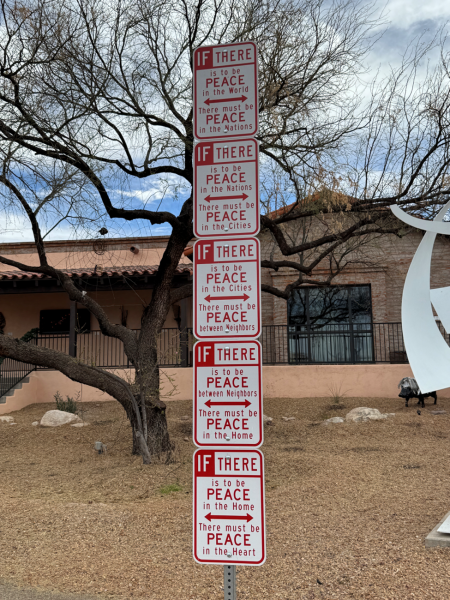 IF THERE
is to be
PEACE
in the World
There must be
PEACE
in the Nations
IF THERE
is to be
PEACE
in the Nations
There must be
PEACE
in the Cities
IF THERE
is to be
PEACE
in the Cities
There must be
PEACE
between Neighbors
IF THERE
is to be
PEACE
between Neighbors
There must be
PEACE
in the Home
IF THERE
is to be
PEACE
in the Home
There must be
PEACE
in the Heart